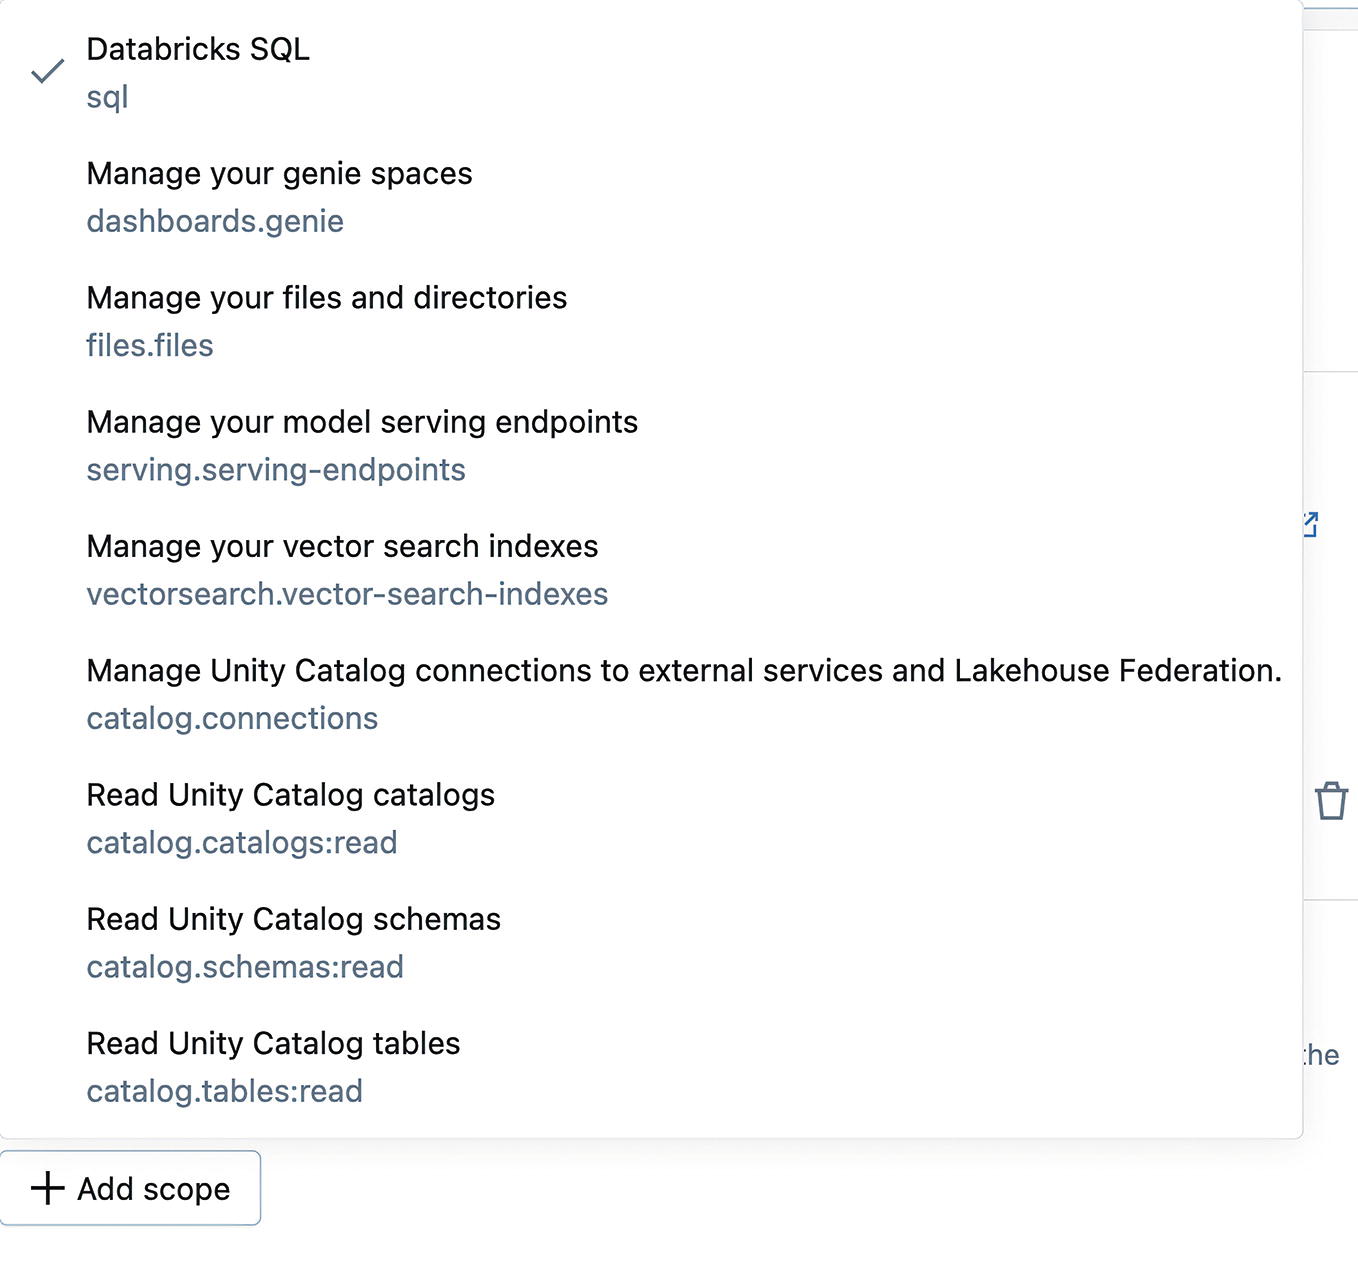 Databricks SQL
sql
Manage your genie spaces
dashboards.genie
Manage your files and directories
files.files
Manage your model serving endpoints
serving.serving-endpoints
Manage your vector search indexes
vectorsearch.vector-search-indexes
Manage Unity Catalog connections to external services and Lakehouse Federation.
catalog.connections
Read Unity Catalog catalogs
catalog.catalogs:read
Read Unity Catalog schemas
catalog.schemas:read
Read Unity Catalog tables
the
catalog.tables:read
Add scope